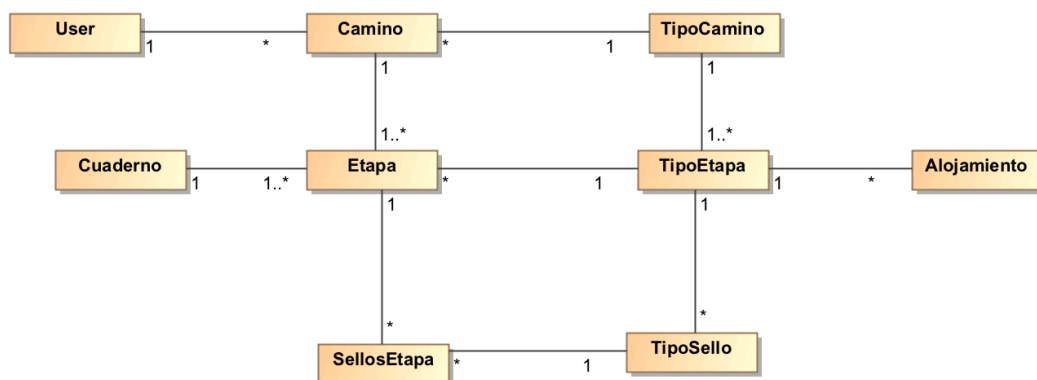 User
1
*
Camino
*
1
TipoCamino
1
1
1..*
1..*
Cuaderno
1
1..*
Etapa
*
1
TipoEtapa
1
*
Alojamiento
1
1
*
*
SellosEtapa
*
1
TipoSello